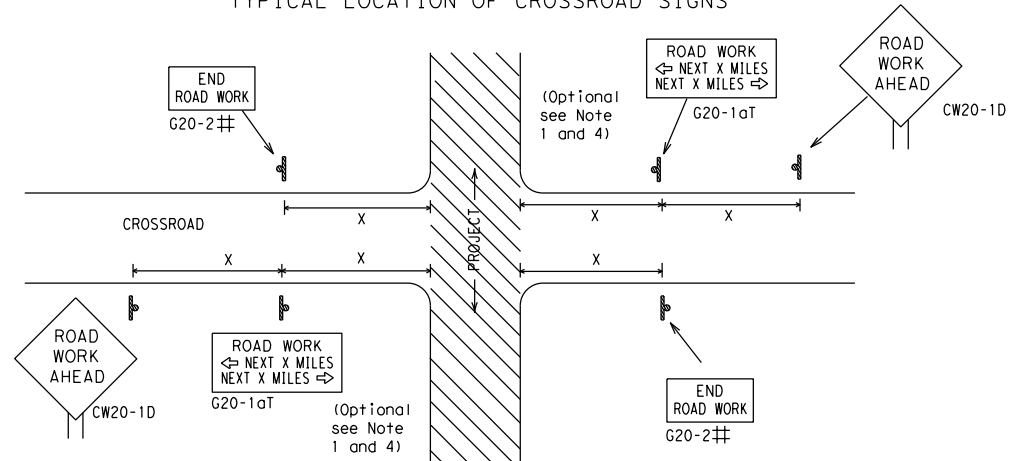 TYPICAL LOCATION OF CROSSROAD SIGNS
END
ROAD WORK
G20-2#
ROAD WORK
⇦ NEXT X MILES
NEXT X MILES ⇨
G20-1aT
(Optional
see Note
1 and 4)
ROAD
WORK
AHEAD
CW20-1D
X
X
X
CROSSROAD
PROJECT
X
X
X
ROAD
WORK
AHEAD
CW20-1D
ROAD WORK
⇦ NEXT X MILES
NEXT X MILES ⇨
G20-1aT
(Optional
see Note
1 and 4)
END
ROAD WORK
G20-2#